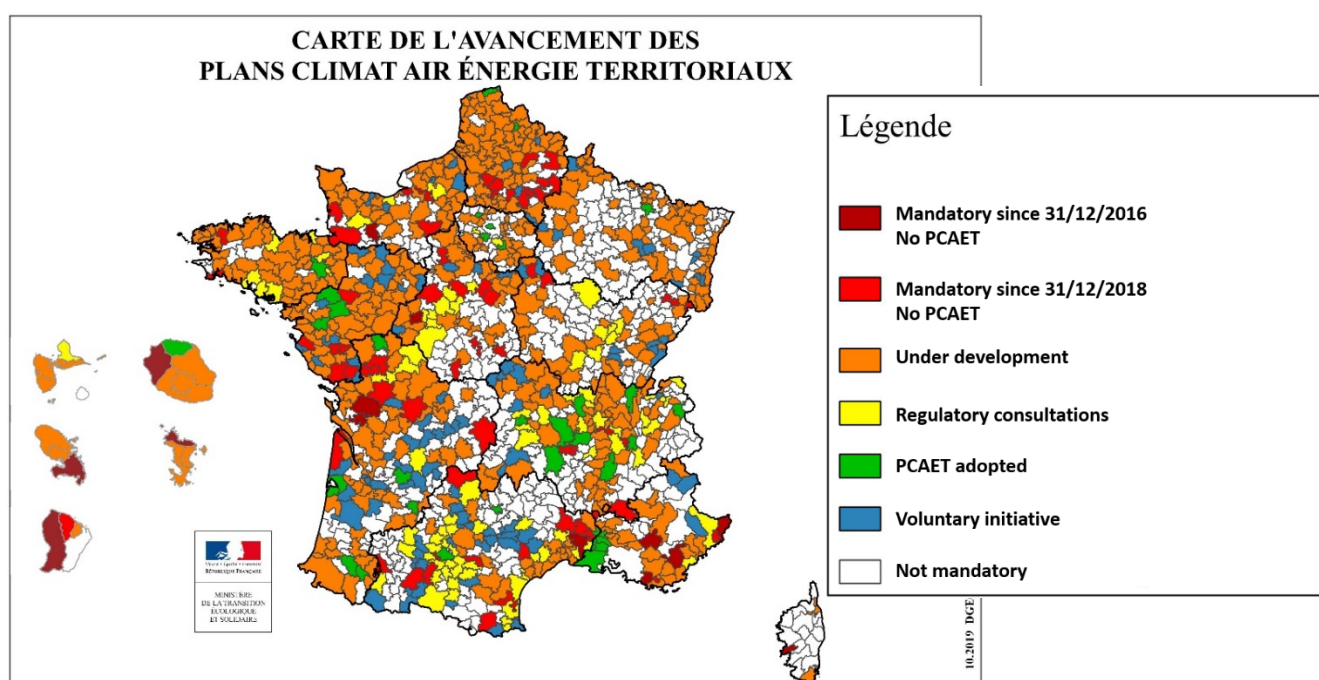 CARTE DE L'AVANCEMENT DES
PLANS CLIMAT AIR ÉNERGIE TERRITORIAUX
Légende
Mandatory since 31/12/2016
No PCAET
Mandatory since 31/12/2018
No PCAET
Under development
Regulatory consultations
PCAET adopted
Voluntary initiative
Not mandatory
RÉPUBLIQUE FRANÇAISE
MINISTÈRE
DE LA TRANSITION
ÉCOLOGIQUE
ET SOLIDAIRE
10.2019 DGE